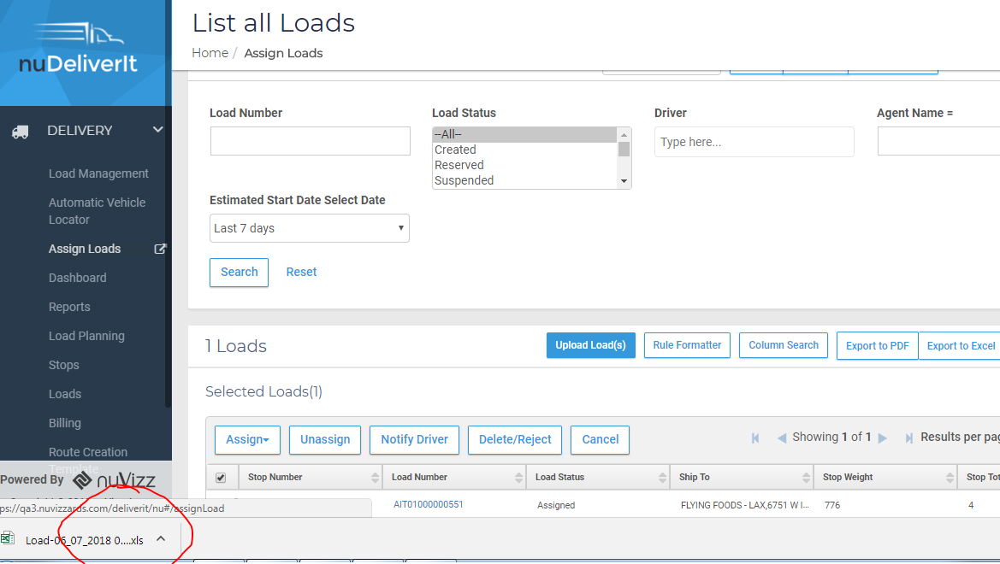 nuDeliverIt
DELIVERY
Load Management
Automatic Vehicle
Locator
Assign Loads
Dashboard
Reports
Load Planning
Stops
Loads
Billing
Route Creation
Template
Powered By nuVizz
List all Loads
Home / Assign Loads
Load Number
Load Status
Driver
Agent Name =
--All--
Created
Reserved
Suspended
Type here...
Estimated Start Date Select Date
Last 7 days
Search Reset
1 Loads
Upload Load(s) Rule Formatter Column Search Export to PDF Export to Excel
Selected Loads(1)
Assign Unassign Notify Driver Delete/Reject Cancel Showing 1 of 1 Results per pag
Stop Number Load Number Load Status Ship To Stop Weight Stop Tot
AIT01000000551 Assigned FLYING FOODS - LAX,6751 W I... 776 4
ps://qa3.nuvizzards.com/deliverit/nu#/assignLoad
Load-06_07_2018 0....xls